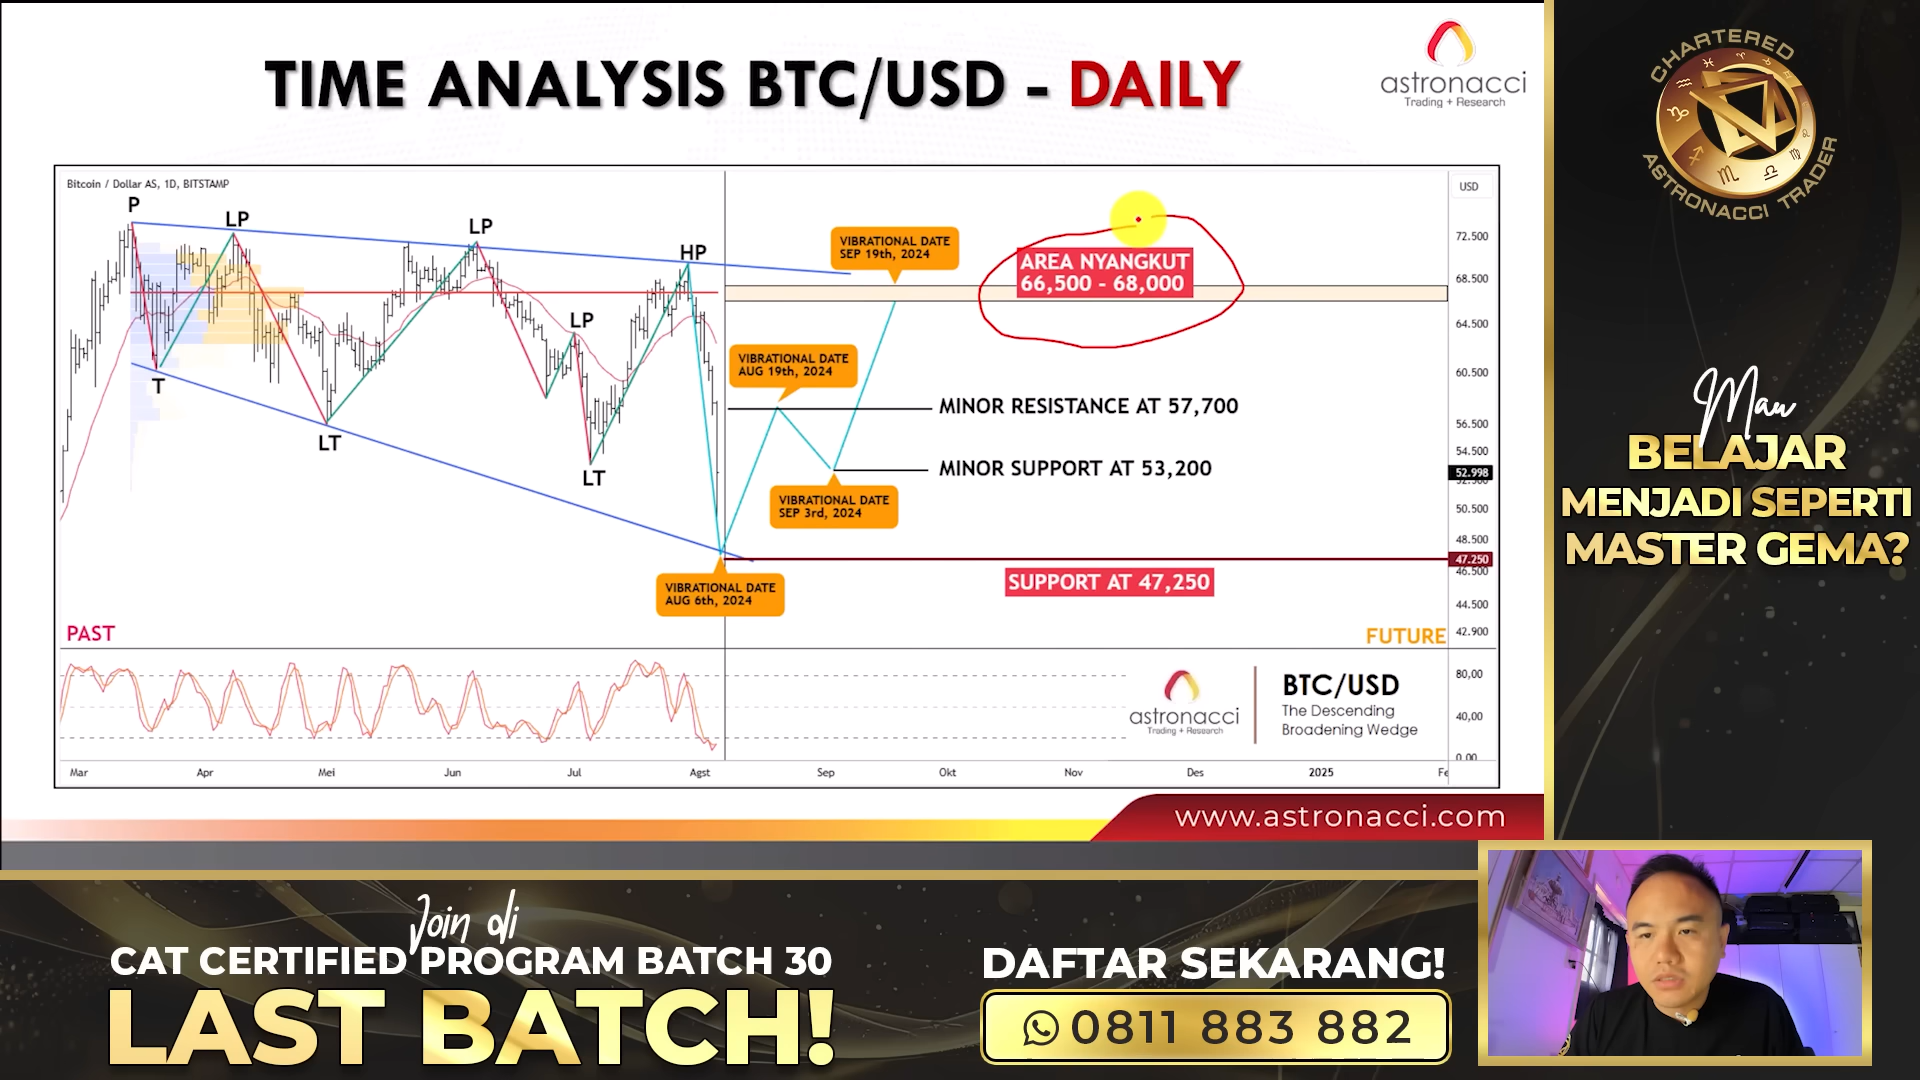 TIME ANALYSIS BTC/USD - DAILY
astronacci
Trading + Research
Bitcoin / Dollar AS, 1D, BITSTAMP
USD
P
LP
LP
HP
LP
T
LT
LT
VIBRATIONAL DATE
SEP 19th, 2024
AREA NYANGKUT
66,500 - 68,000
VIBRATIONAL DATE
AUG 19th, 2024
MINOR RESISTANCE AT 57,700
MINOR SUPPORT AT 53,200
VIBRATIONAL DATE
SEP 3rd, 2024
SUPPORT AT 47,250
VIBRATIONAL DATE
AUG 6th, 2024
PAST
FUTURE
72.500
68.500
64.500
60.500
56.500
54.500
52.998
52.500
50.500
48.500
47.250
46.500
44.500
42.900
80,00
40,00
0,00
astronacci
Trading + Research
BTC/USD
The Descending
Broadening Wedge
Mar Apr Mei Jun Jul Agst Sep Okt Nov Des 2025 Fe
www.astronacci.com
CHARTERED
ASTRONACCI TRADER
Mau
BELAJAR
MENJADI SEPERTI
MASTER GEMA?
Join di
CAT CERTIFIED PROGRAM BATCH 30
LAST BATCH!
DAFTAR SEKARANG!
0811 883 882